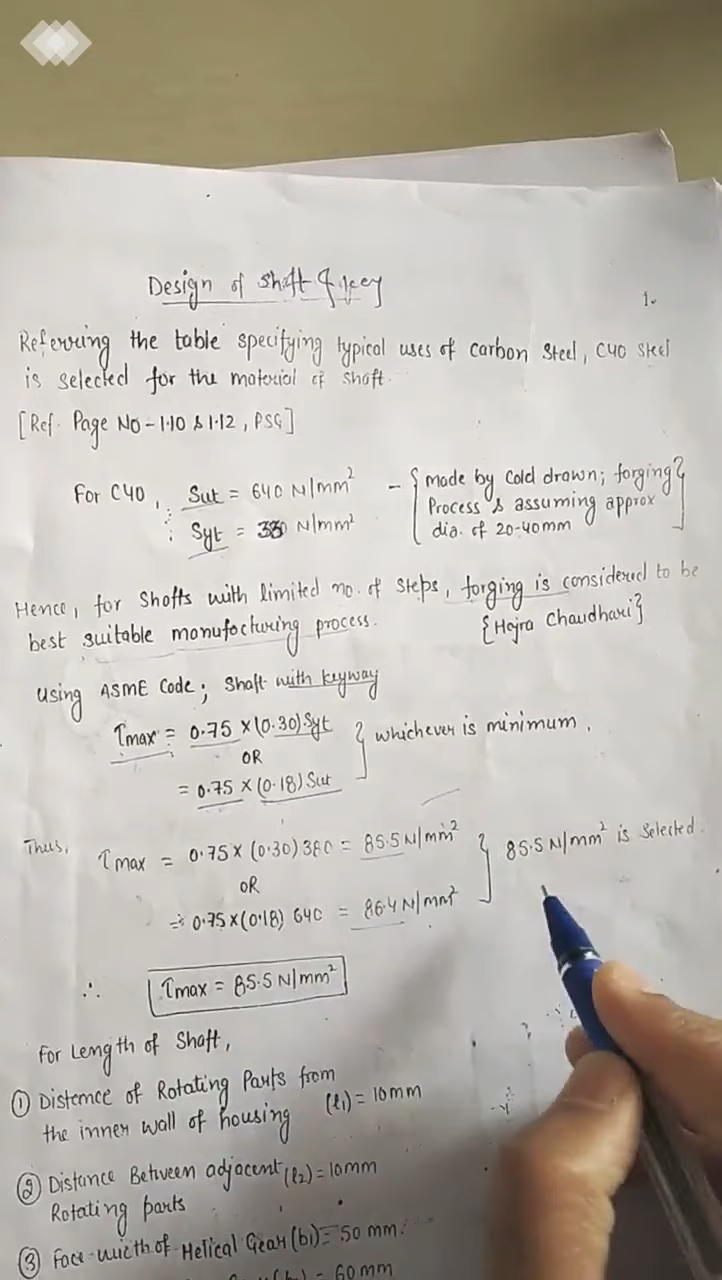 Design of Shaft & key
1.
Referring the table specifying typical uses of carbon steel, C40 steel
is selected for the material of shaft.
[Ref. Page No - 1.10 & 1.12, PSG]
For C40, Sut = 640 N/mm²
: Syt = 380 N/mm²
- { made by cold drawn; forging }
Process & assuming approx
dia. of 20-40mm
Hence, for shafts with limited no. of steps, forging is considered to be
best suitable manufacturing process.
{Hajra Chaudhari}
Using ASME Code; Shaft with keyway
τmax = 0.75 × (0.30) Syt
OR
= 0.75 × (0.18) Sut
} whichever is minimum.
Thus, τmax = 0.75 × (0.30) 380 = 85.5 N/mm²
OR
= 0.75 × (0.18) 640 = 86.4 N/mm²
} 85.5 N/mm² is selected.
∴ τmax = 85.5 N/mm²
For Length of Shaft,
① Distance of Rotating Parts from
the inner wall of housing (l1) = 10mm
② Distance Between adjacent (l2) = 10mm
Rotating parts
③ Face width of Helical Gear (b1) = 50 mm.
= 60mm